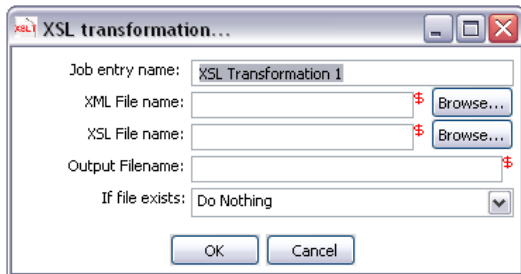 XSLT XSL transformation...
Job entry name: XSL Transformation 1
XML File name: $ Browse...
XSL File name: $ Browse...
Output Filename: $
If file exists: Do Nothing
OK Cancel